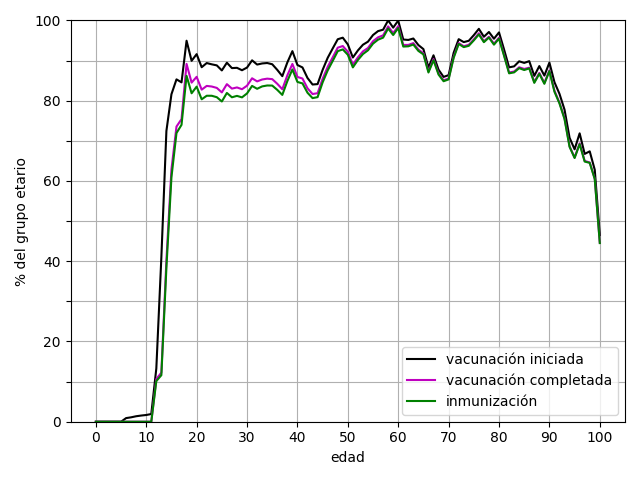 100
80
60
40
20
0
% del grupo etario
vacunación iniciada
vacunación completada
inmunización
0 10 20 30 40 50 60 70 80 90 100
edad